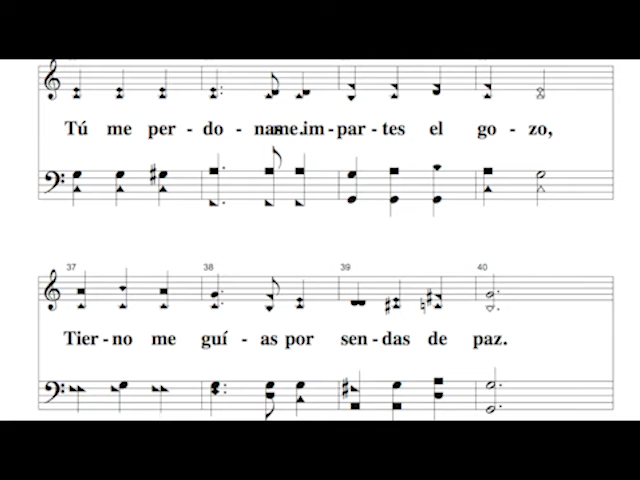 Tú me per - do - nas me.im - par - tes el go - zo,
37 38 39 40
Tier - no me guí - as por sen - das de paz.